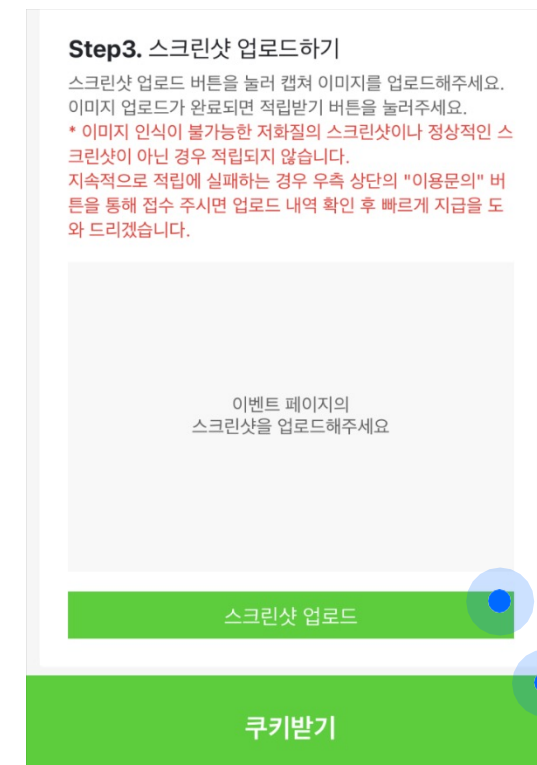 Step3. 스크린샷 업로드하기
스크린샷 업로드 버튼을 눌러 캡쳐 이미지를 업로드해주세요.
이미지 업로드가 완료되면 적립받기 버튼을 눌러주세요.
* 이미지 인식이 불가능한 저화질의 스크린샷이나 정상적인 스
크린샷이 아닌 경우 적립되지 않습니다.
지속적으로 적립에 실패하는 경우 우측 상단의 "이용문의" 버
튼을 통해 접수 주시면 업로드 내역 확인 후 빠르게 지급을 도
와 드리겠습니다.
이벤트 페이지의
스크린샷을 업로드해주세요
스크린샷 업로드
쿠키받기